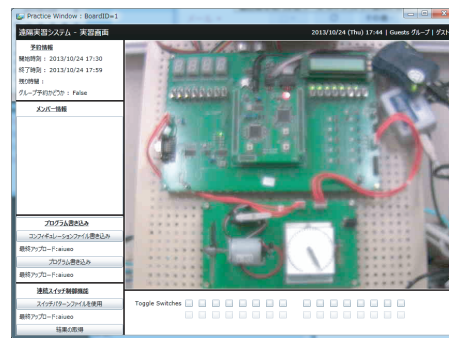 Practice Window : BoardID=1
遠隔実習システム - 実習画面
2013/10/24 (Thu) 17:44 | Guests グループ | ゲスト
予約情報
開始時刻 : 2013/10/24 17:30
終了時刻 : 2013/10/24 17:59
残り時間 :
グループ予約かどうか : False
メンバー情報
プログラム書き込み
コンフィギュレーションファイル書き込み
最終アップロード:aiueo
プログラム書き込み
最終アップロード:aiueo
連続スイッチ制御機能
スイッチパターンファイルを使用
最終アップロード:aiueo
結果の取得
Toggle Switches